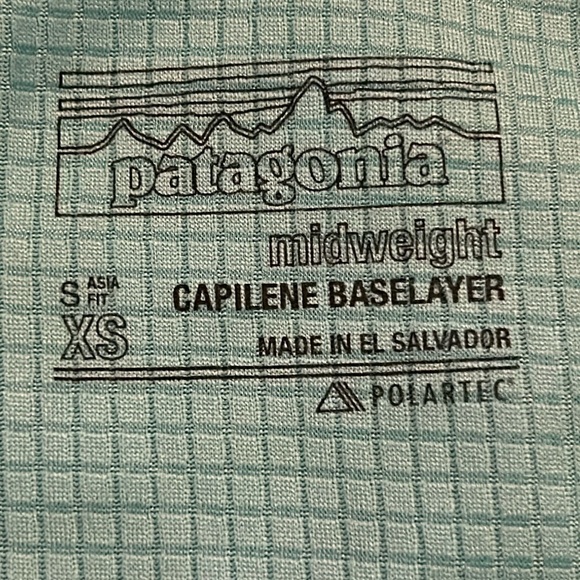 patagonia
midweight
S ASIA FIT CAPILENE BASELAYER
XS MADE IN EL SALVADOR
POLARTEC®